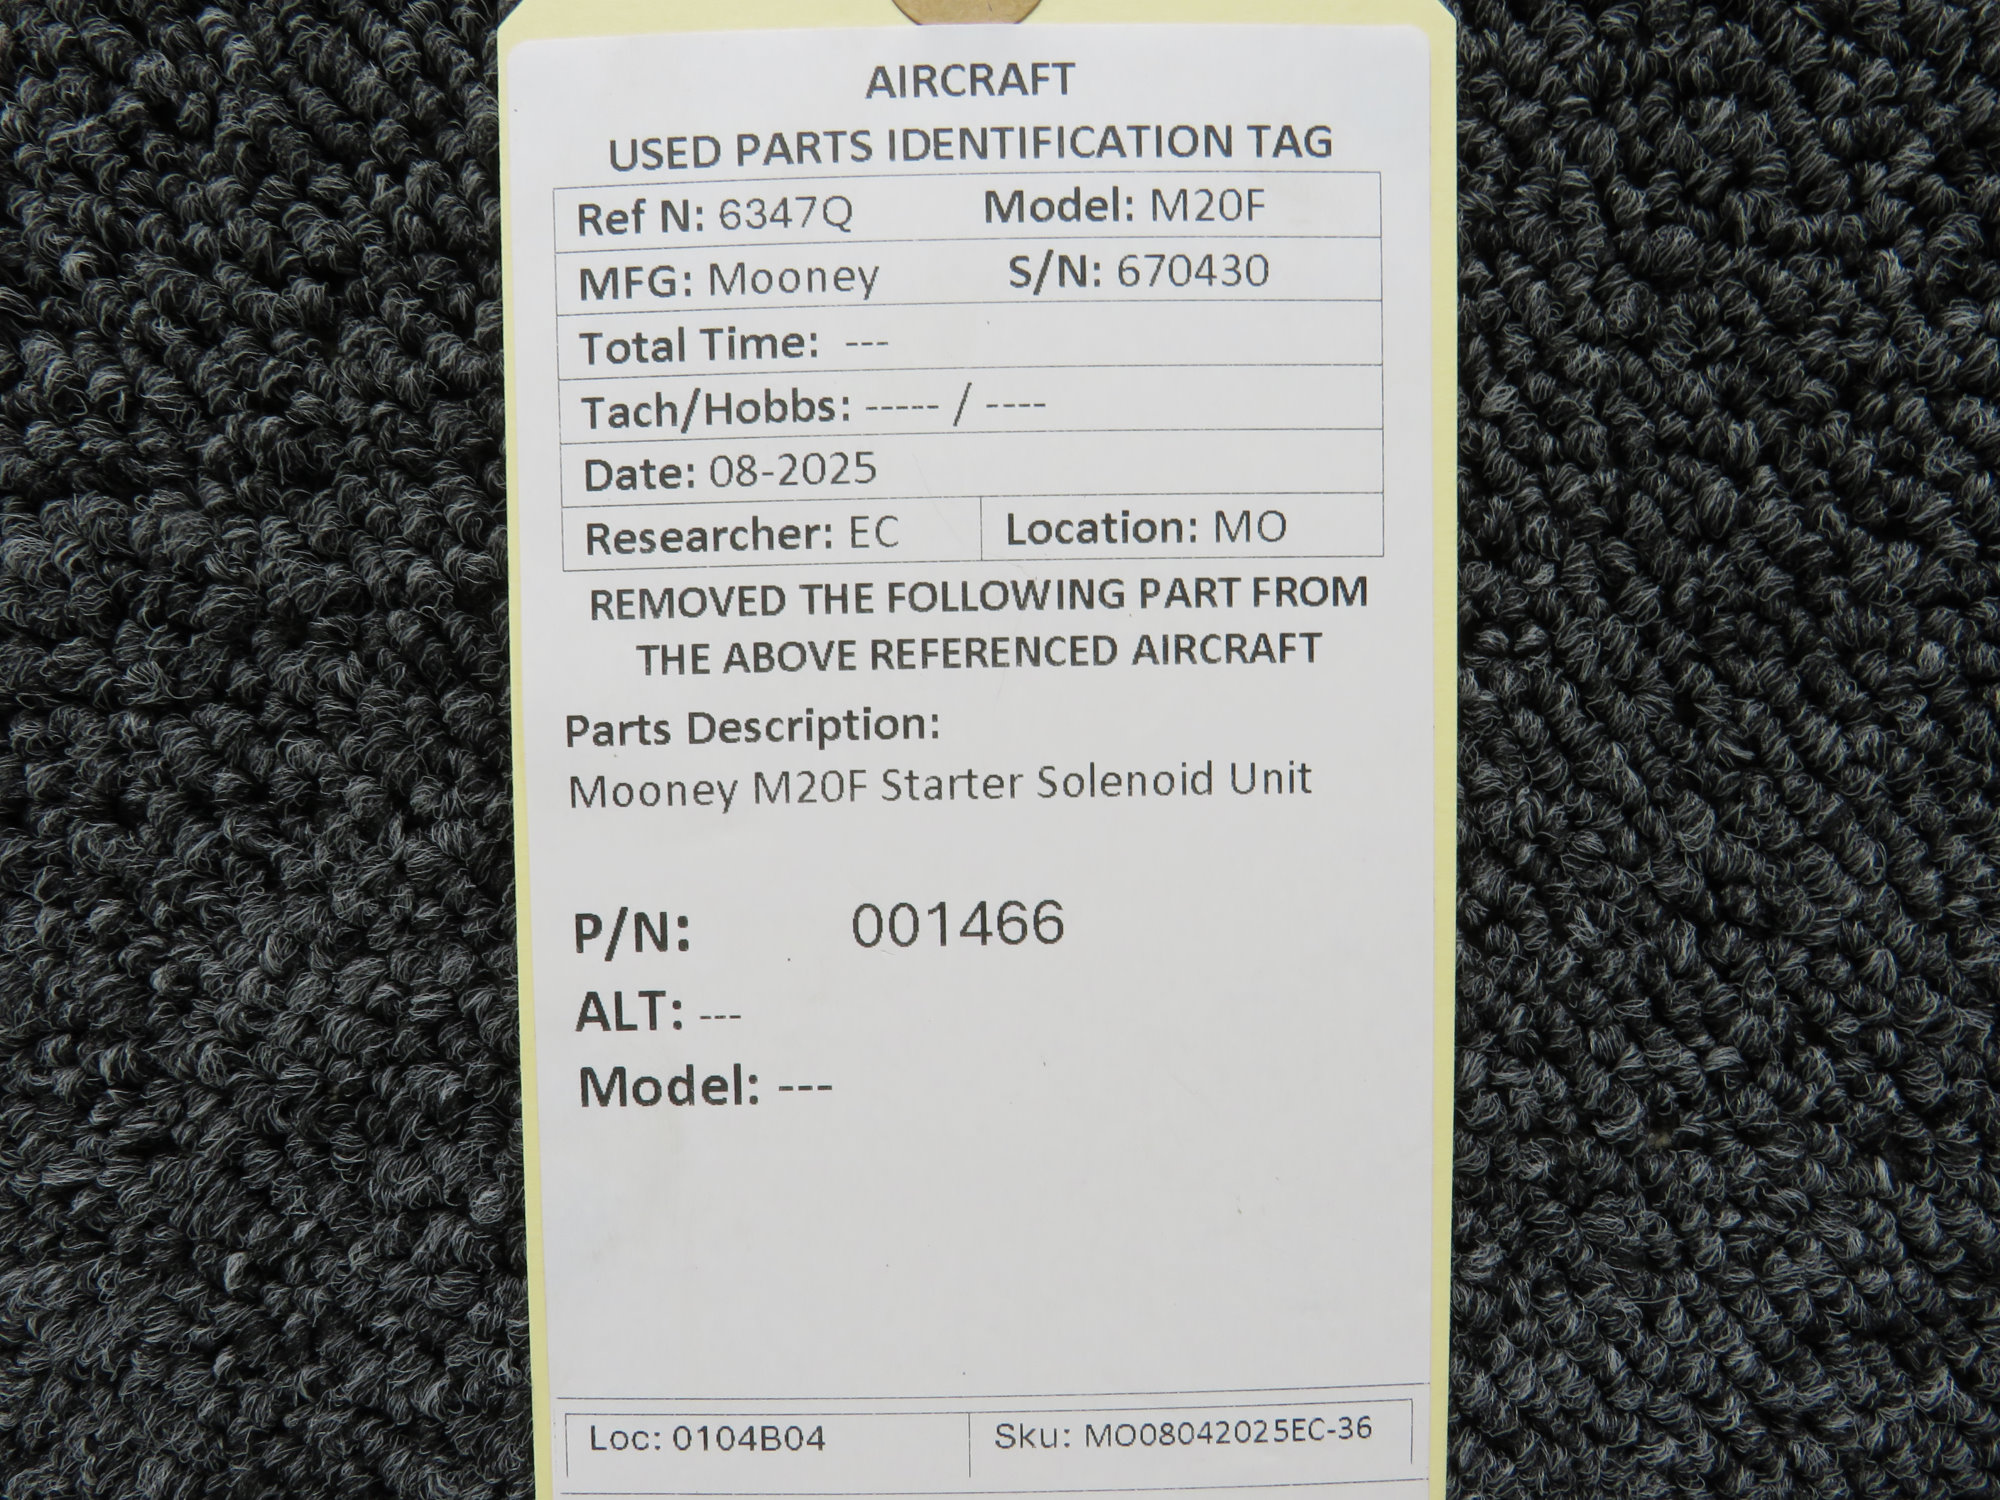 AIRCRAFT
USED PARTS IDENTIFICATION TAG
Ref N: 6347Q Model: M20F
MFG: Mooney S/N: 670430
Total Time: ---
Tach/Hobbs: ----- / ----
Date: 08-2025
Researcher: EC Location: MO
REMOVED THE FOLLOWING PART FROM
THE ABOVE REFERENCED AIRCRAFT
Parts Description:
Mooney M20F Starter Solenoid Unit
P/N: 001466
ALT: ---
Model: ---
Loc: 0104B04 Sku: MO08042025EC-36